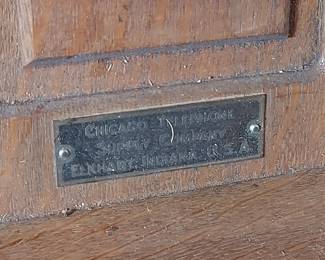 CHICAGO TELEPHONE
SUPPLY COMPANY
ELKHART, INDIANA, U.S.A.